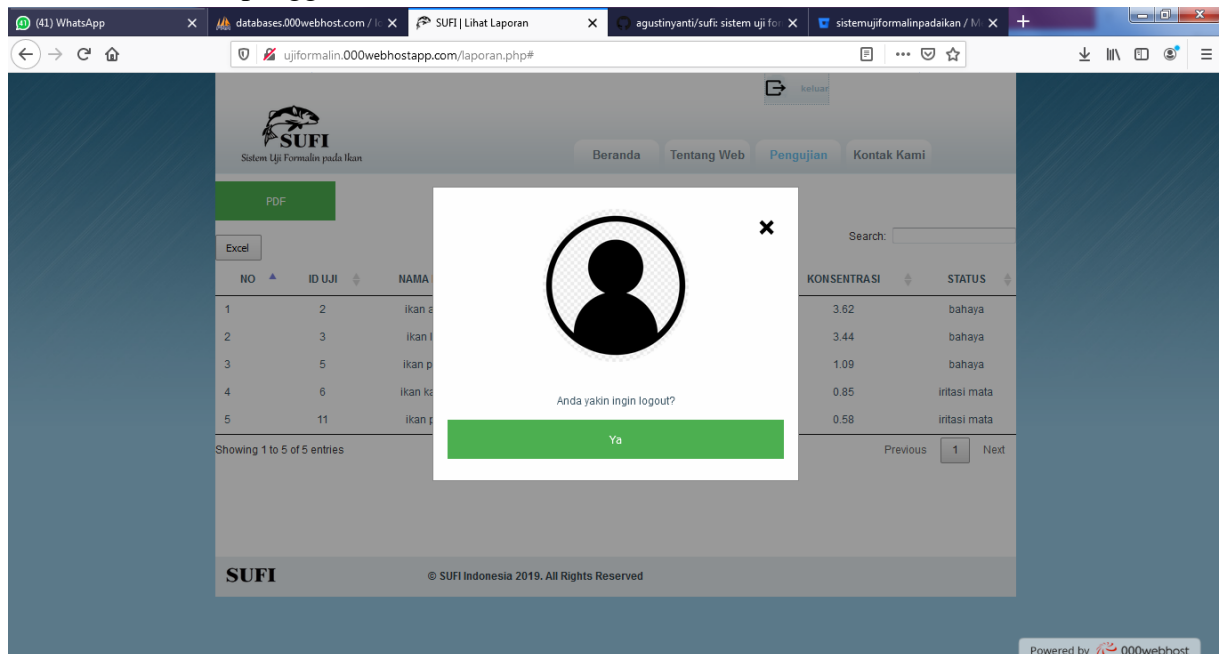 (41) WhatsApp
databases.000webhost.com / lo
SUFI | Lihat Laporan
agustinyanti/sufi: sistem uji for
sistemujiformalinpadaikan / M
ujiformalin.000webhostapp.com/laporan.php#
keluar
SUFI
Sistem Uji Formalin pada Ikan
Beranda Tentang Web Pengujian Kontak Kami
PDF
Excel
Search:
NO ID UJI NAMA KONSENTRASI STATUS
1 2 ikan a 3.62 bahaya
2 3 ikan l 3.44 bahaya
3 5 ikan p 1.09 bahaya
4 6 ikan ka 0.85 iritasi mata
5 11 ikan p 0.58 iritasi mata
Anda yakin ingin logout?
Ya
Showing 1 to 5 of 5 entries
Previous 1 Next
SUFI
© SUFI Indonesia 2019. All Rights Reserved
Powered by 000webhost